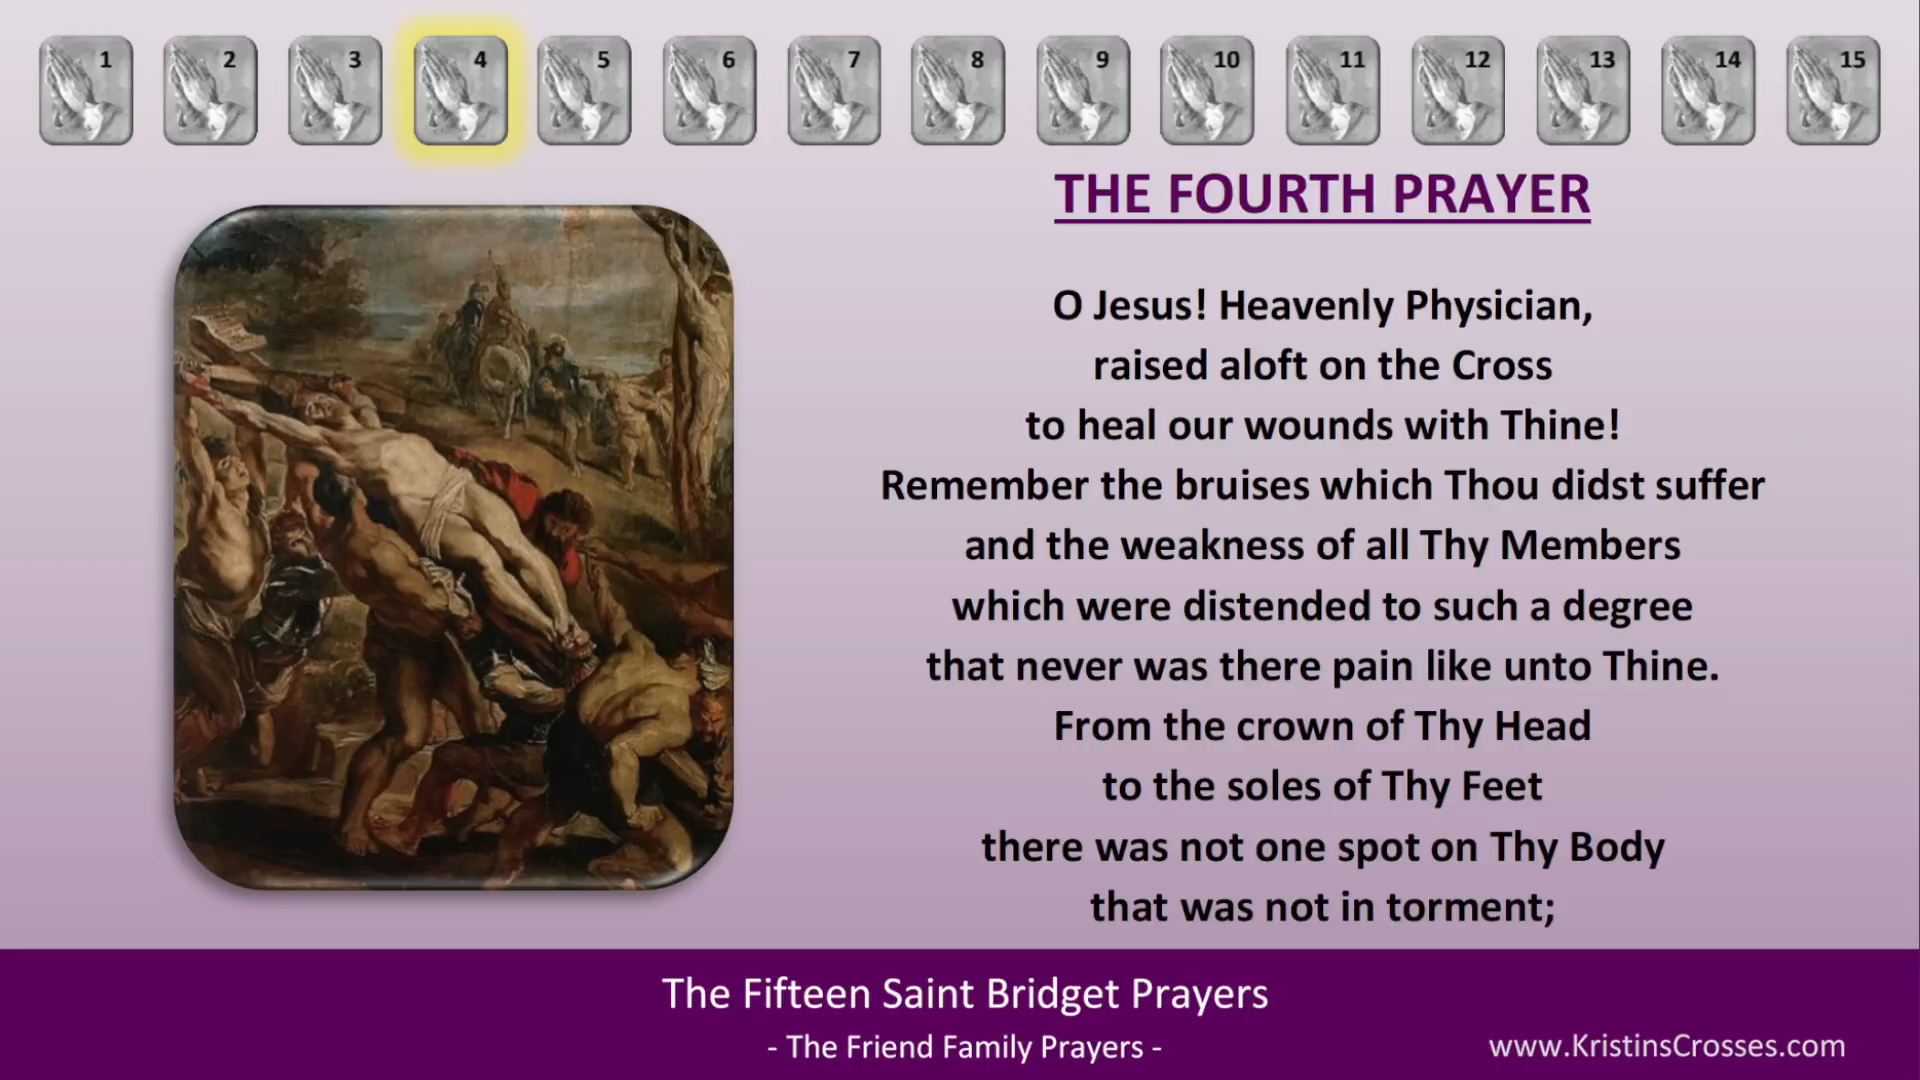 1 2 3 4 5 6 7 8 9 10 11 12 13 14 15
THE FOURTH PRAYER
O Jesus! Heavenly Physician,
raised aloft on the Cross
to heal our wounds with Thine!
Remember the bruises which Thou didst suffer
and the weakness of all Thy Members
which were distended to such a degree
that never was there pain like unto Thine.
From the crown of Thy Head
to the soles of Thy Feet
there was not one spot on Thy Body
that was not in torment;
The Fifteen Saint Bridget Prayers
- The Friend Family Prayers -
www.KristinsCrosses.com